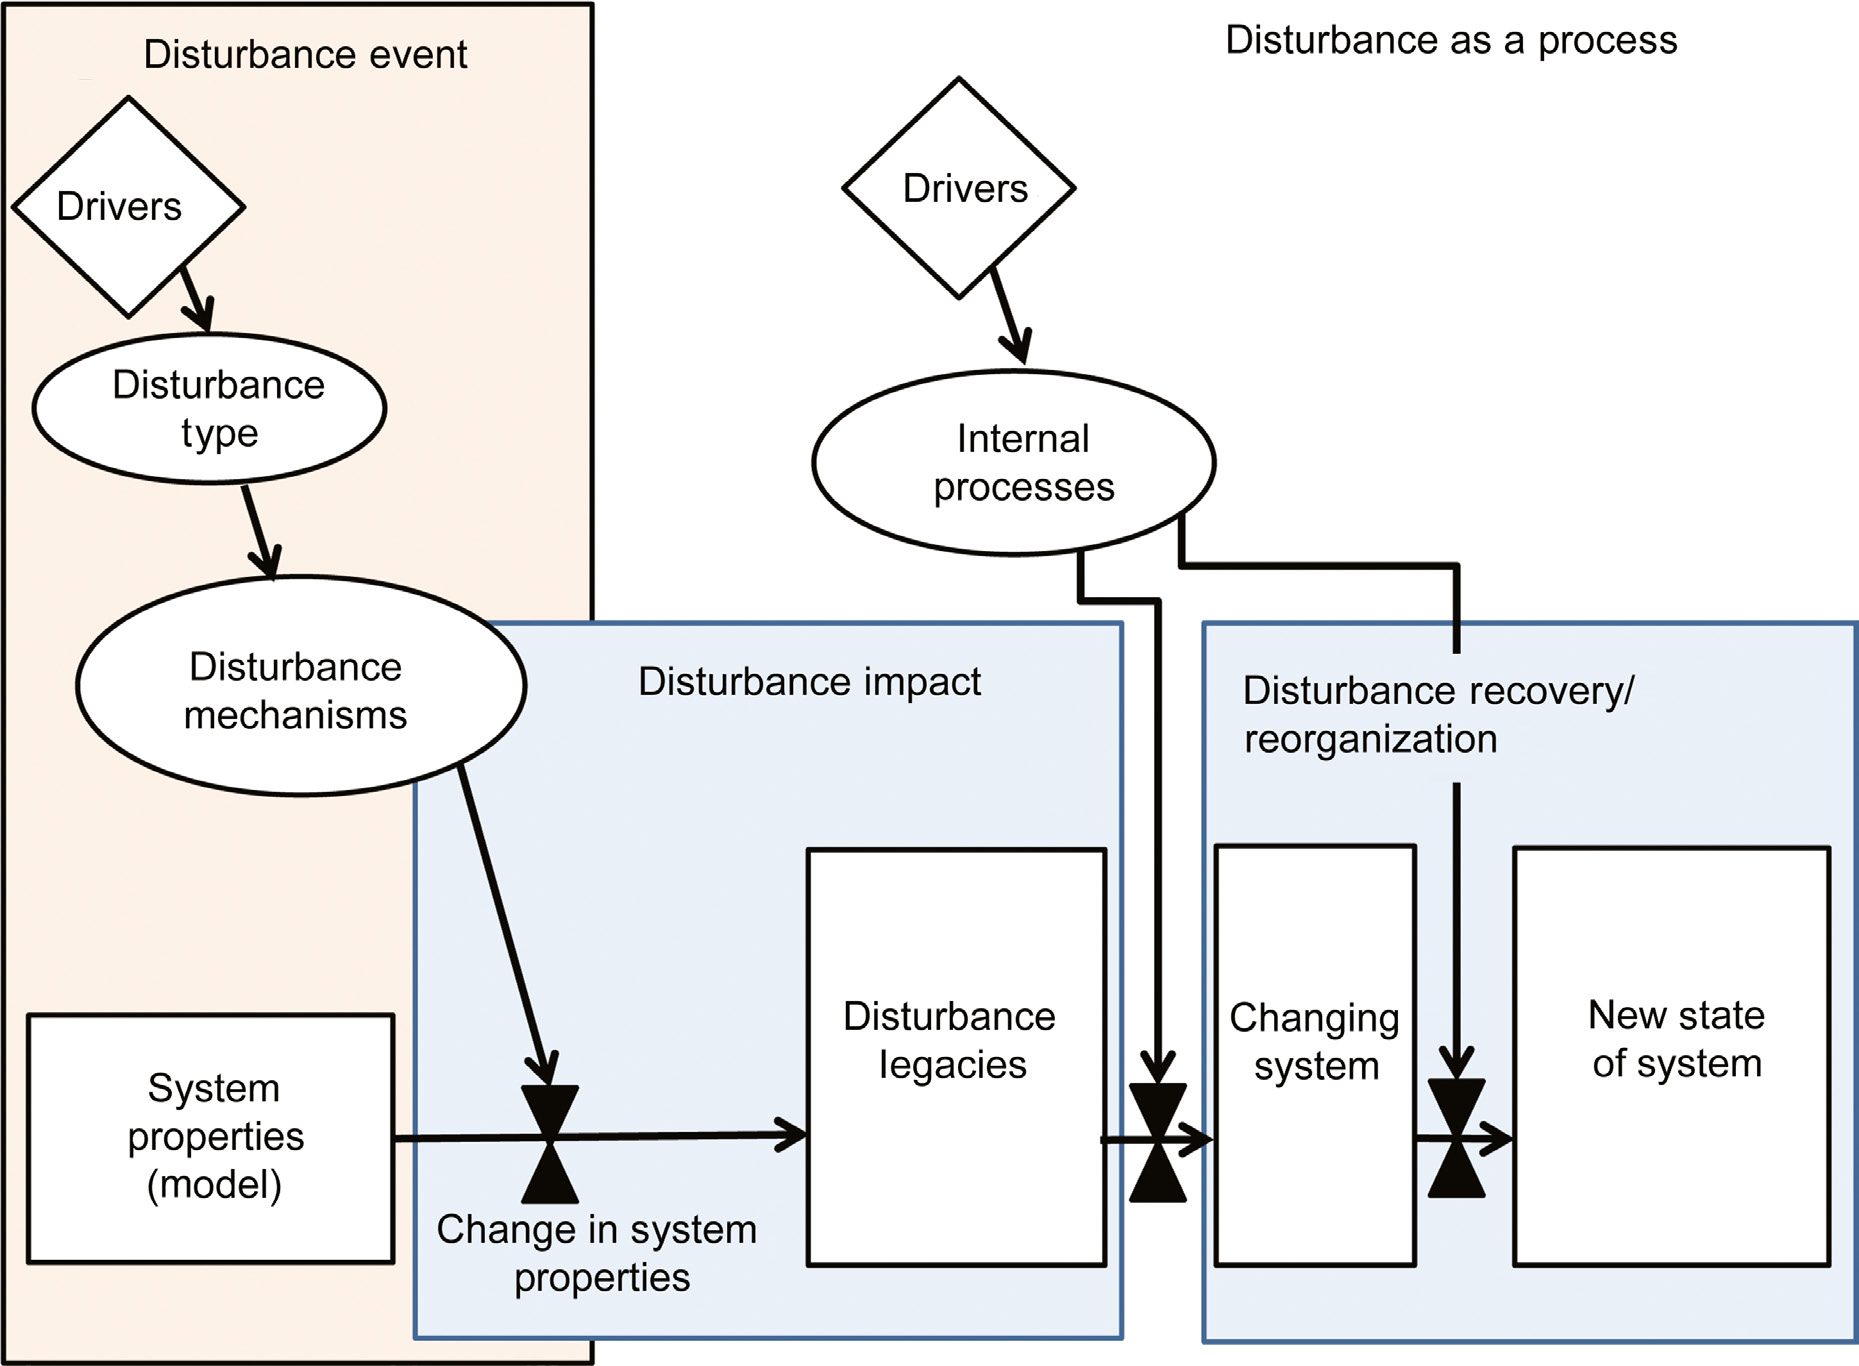 Disturbance event
Disturbance as a process
Drivers
Drivers
Disturbance
type
Internal
processes
Disturbance
mechanisms
Disturbance impact
Disturbance recovery/
reorganization
System
properties
(model)
Change in system
properties
Disturbance
legacies
Changing
system
New state
of system